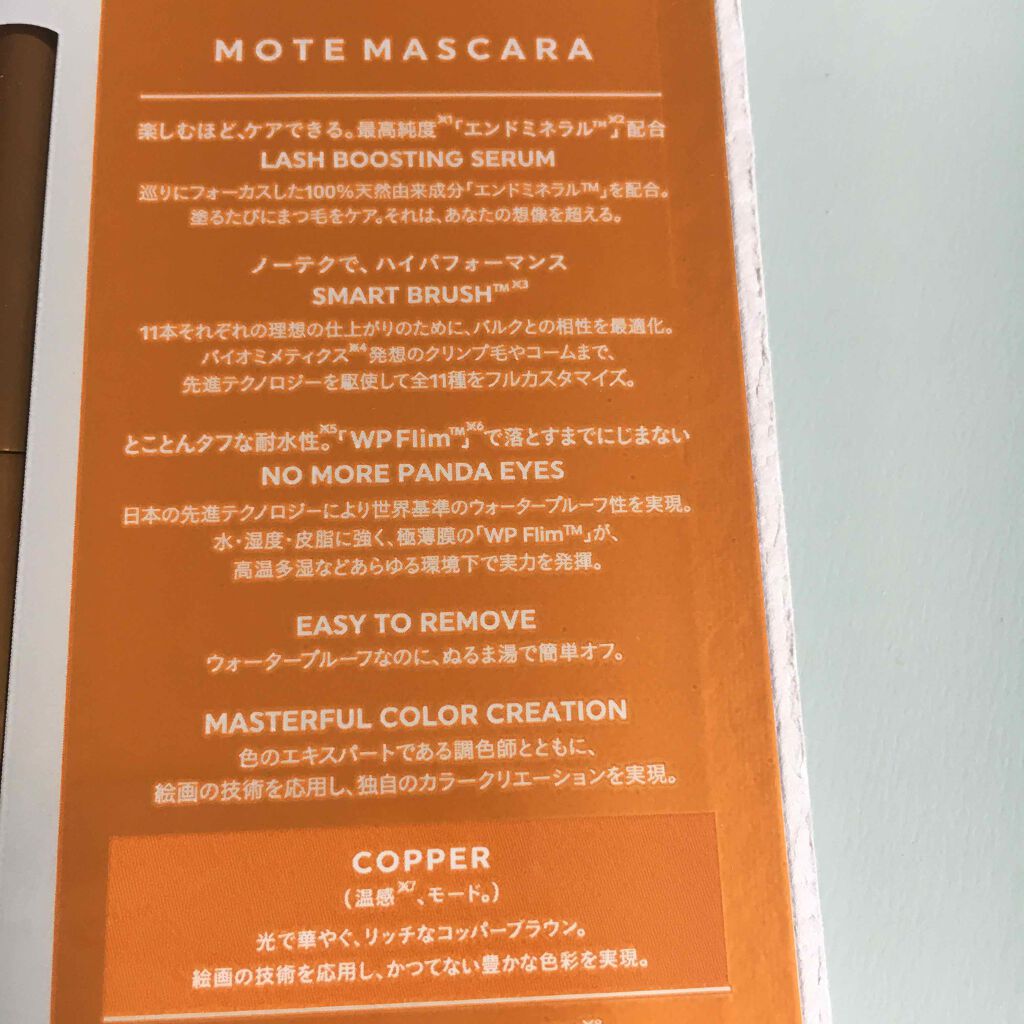 MOTE MASCARA
楽しむほど、ケアできる。最高純度※1「エンドミネラル™※2」配合
LASH BOOSTING SERUM
巡りにフォーカスした100%天然由来成分「エンドミネラル™」を配合。
塗るたびにまつ毛をケア。それは、あなたの想像を超える。
ノーテクで、ハイパフォーマンス
SMART BRUSH™※3
11本それぞれの理想の仕上がりのために、バルクとの相性を最適化。
バイオミメティクス※4発想のクリンプ毛やコームまで、
先進テクノロジーを駆使して全11種をフルカスタマイズ。
とことんタフな耐水性。※5「WP Flim™」※6で落とすまでにじまない
NO MORE PANDA EYES
日本の先進テクノロジーにより世界基準のウォータープルーフ性を実現。
水・湿度・皮脂に強く、極薄膜の「WP Flim™」が、
高温多湿などあらゆる環境下で実力を発揮。
EASY TO REMOVE
ウォータープルーフなのに、ぬるま湯で簡単オフ。
MASTERFUL COLOR CREATION
色のエキスパートである調色師とともに、
絵画の技術を応用し、独自のカラークリエーションを実現。
COPPER
(温感※7、モード。)
光で華やぐ、リッチなコッパーブラウン。
絵画の技術を応用し、かつてない豊かな色彩を実現。